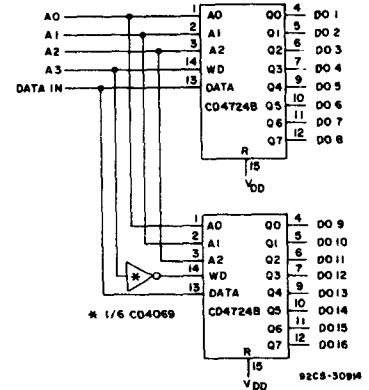 A0 1 A0 Q0 4 DO 1
A1 2 A1 Q1 5 DO 2
A2 3 A2 Q2 6 DO 3
A3 14 WD Q3 7 DO 4
DATA IN 13 DATA Q4 9 DO 5
CD4724B Q5 10 DO 6
Q6 11 DO 7
Q7 12 DO 8
R
15
VDD
1 A0 Q0 4 DO 9
2 A1 Q1 5 DO 10
3 A2 Q2 6 DO 11
* 14 WD Q3 7 DO 12
13 DATA Q4 9 DO 13
* 1/6 CD4069
CD4724B Q5 10 DO 14
Q6 11 DO 15
Q7 12 DO 16
R
15
VDD
92CS-30914